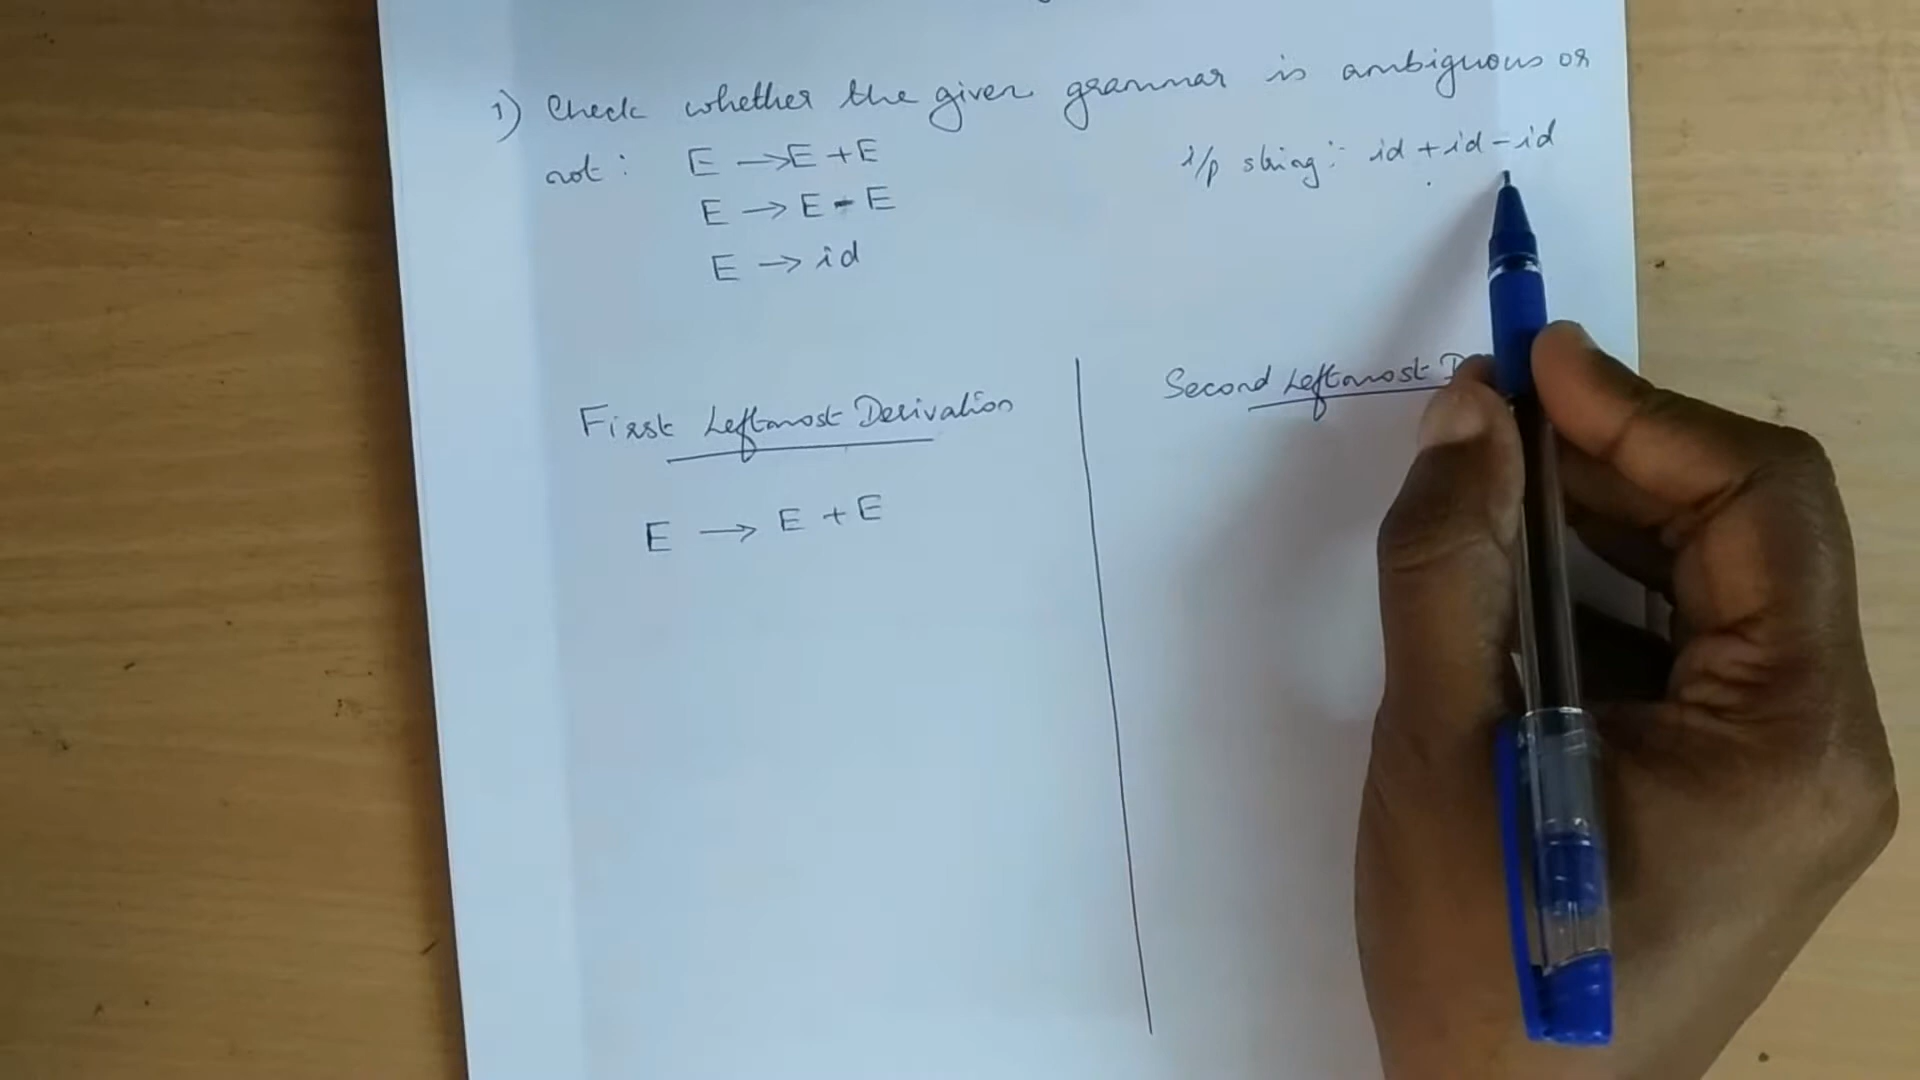 1) Check whether the given grammar is ambiguous or
not : E → E + E
i/p string :- id + id - id
E → E - E
E → id
First Leftmost Derivation
Second Leftmost
E → E + E